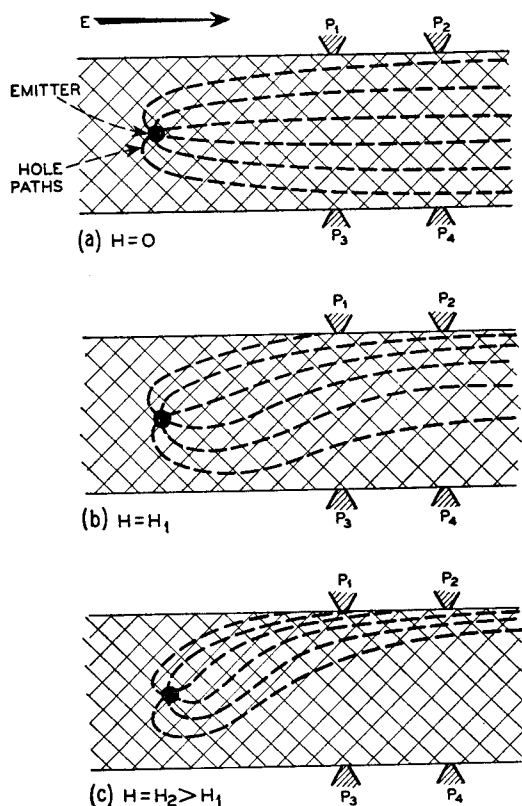 E
P₁ P₂
EMITTER
HOLE
PATHS
P₃ P₄
(a) H=O
P₁ P₂
P₃ P₄
(b) H=H₁
P₁ P₂
P₃ P₄
(c) H=H₂>H₁